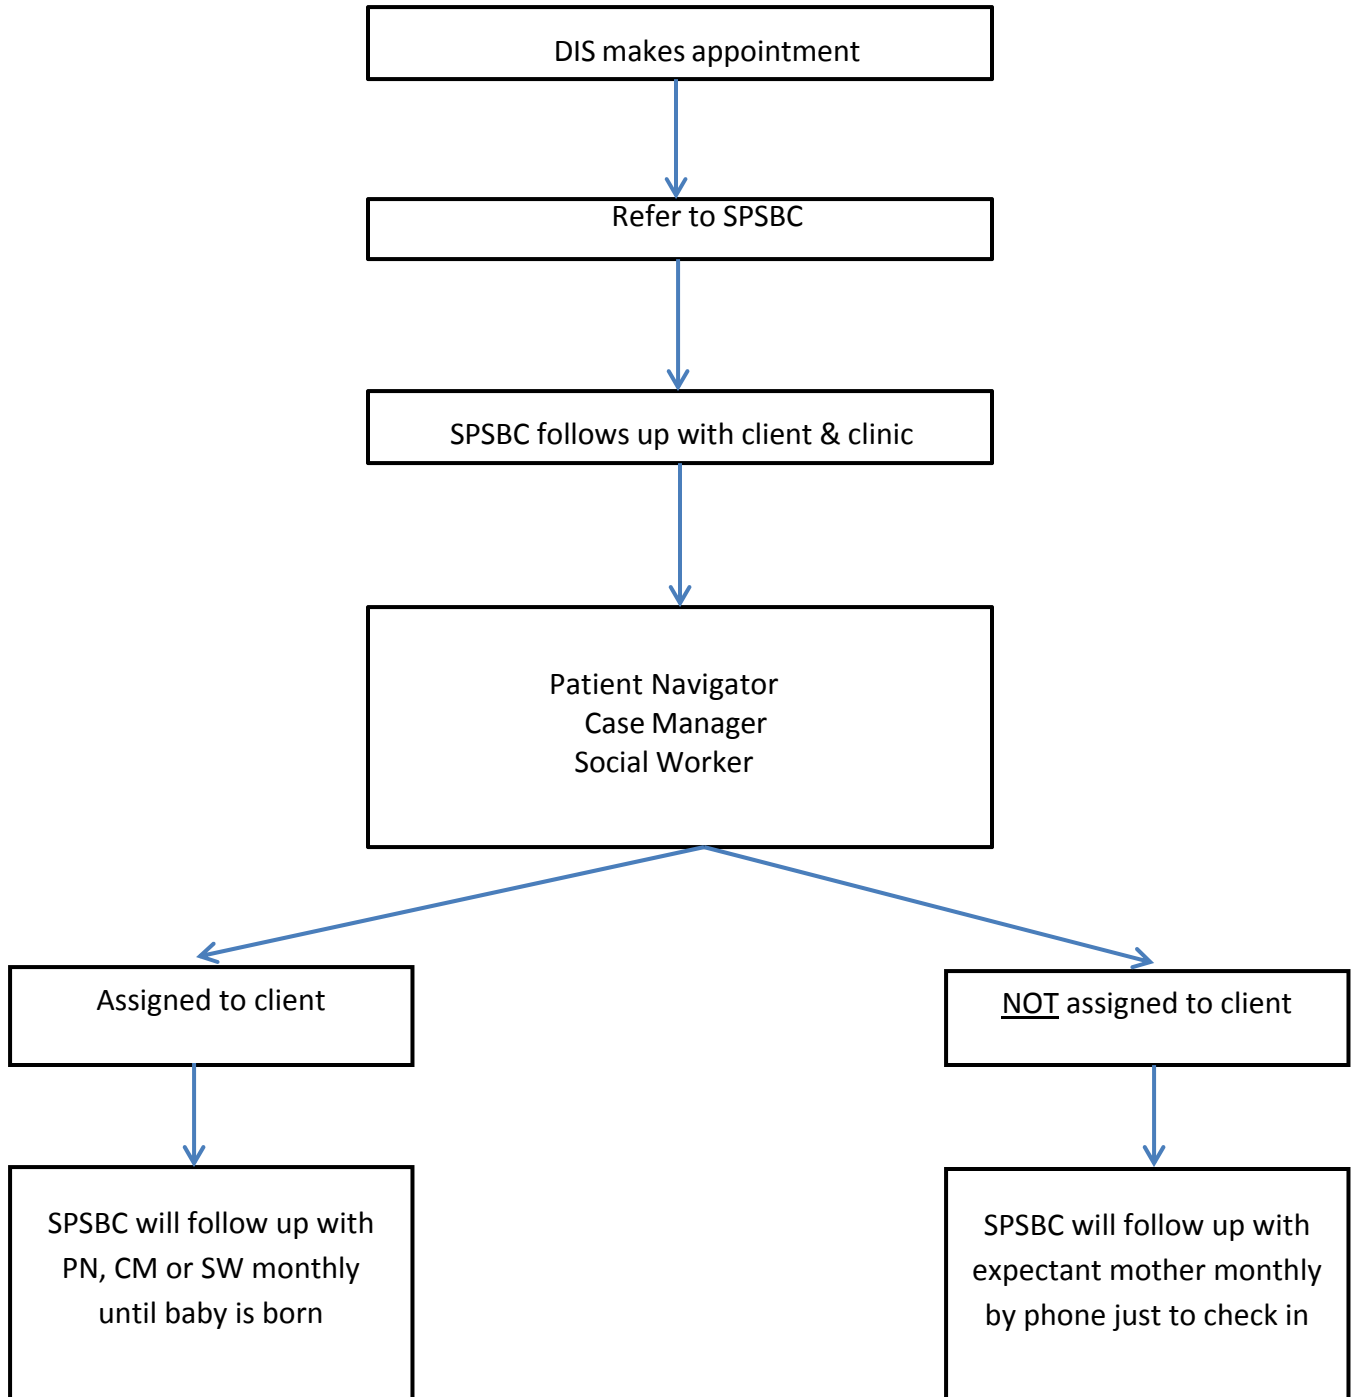 DIS makes appointment
Refer to SPSBC
SPSBC follows up with client & clinic
Patient Navigator
Case Manager
Social Worker
Assigned to client
NOT assigned to client
SPSBC will follow up with
PN, CM or SW monthly
until baby is born
SPSBC will follow up with
expectant mother monthly
by phone just to check in